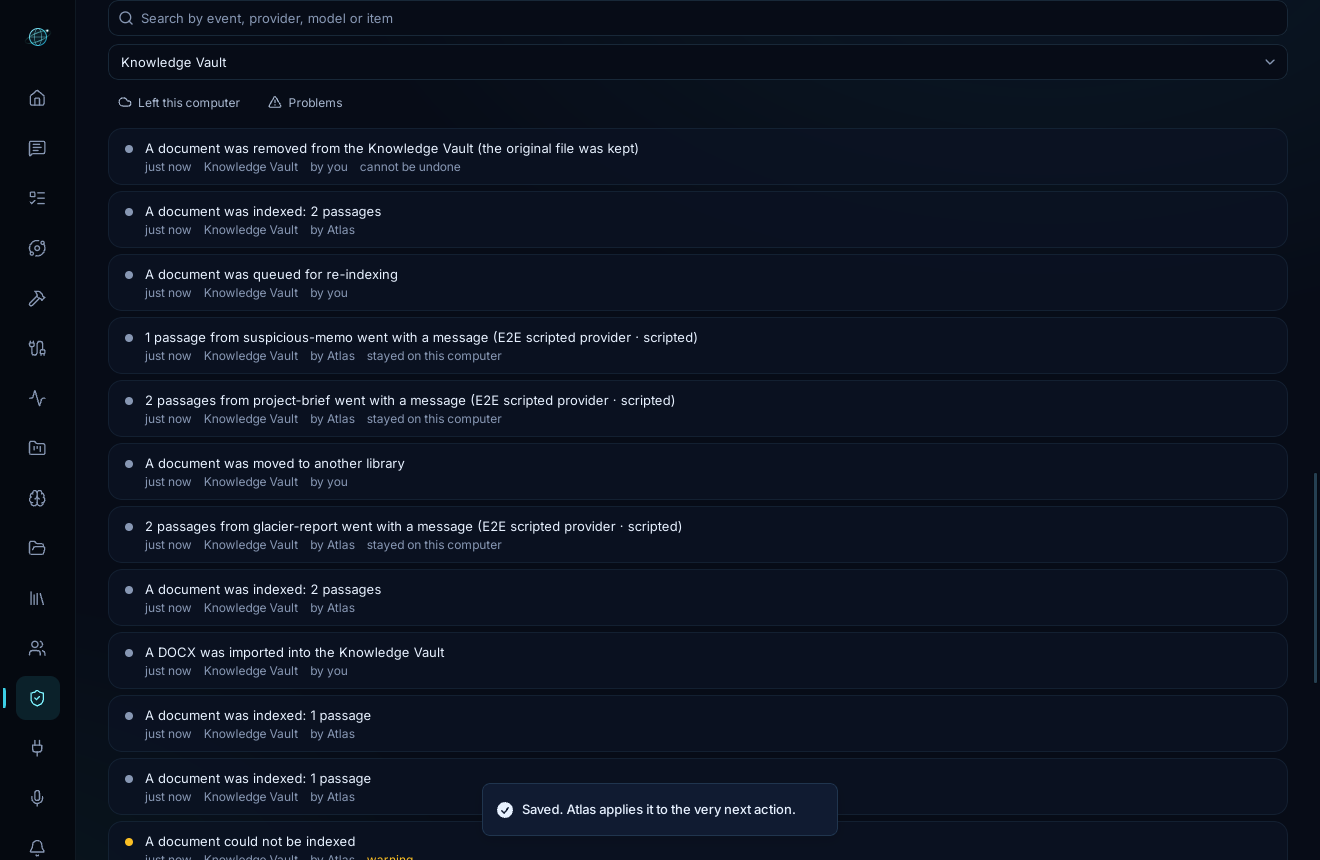 Search by event, provider, model or item
Knowledge Vault
Left this computer Problems
A document was removed from the Knowledge Vault (the original file was kept)
just now Knowledge Vault by you cannot be undone
A document was indexed: 2 passages
just now Knowledge Vault by Atlas
A document was queued for re-indexing
just now Knowledge Vault by you
1 passage from suspicious-memo went with a message (E2E scripted provider · scripted)
just now Knowledge Vault by Atlas stayed on this computer
2 passages from project-brief went with a message (E2E scripted provider · scripted)
just now Knowledge Vault by Atlas stayed on this computer
A document was moved to another library
just now Knowledge Vault by you
2 passages from glacier-report went with a message (E2E scripted provider · scripted)
just now Knowledge Vault by Atlas stayed on this computer
A document was indexed: 2 passages
just now Knowledge Vault by Atlas
A DOCX was imported into the Knowledge Vault
just now Knowledge Vault by you
A document was indexed: 1 passage
just now Knowledge Vault by Atlas
A document was indexed: 1 passage
just now Knowledge Vault by Atlas
Saved. Atlas applies it to the very next action.
A document could not be indexed
just now Knowledge Vault by Atlas warning